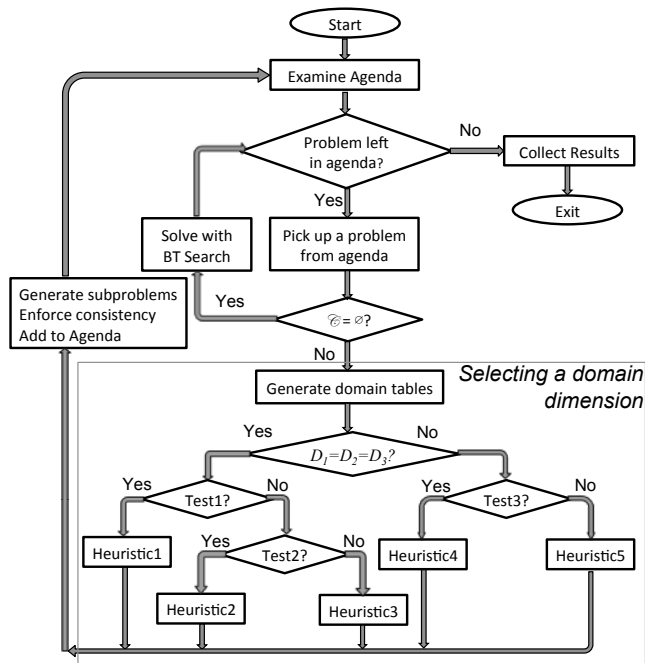 Start
Examine Agenda
Problem left
in agenda?
No
Collect Results
Exit
Yes
Solve with
BT Search
Pick up a problem
from agenda
Generate subproblems
Enforce consistency
Add to Agenda
Yes
𝒞 = ∅?
No
Generate domain tables
Selecting a domain
dimension
Yes
D₁=D₂=D₃?
No
Yes
Test1?
No
Yes
Test3?
No
Heuristic1
Yes
Test2?
No
Heuristic4
Heuristic5
Heuristic2
Heuristic3